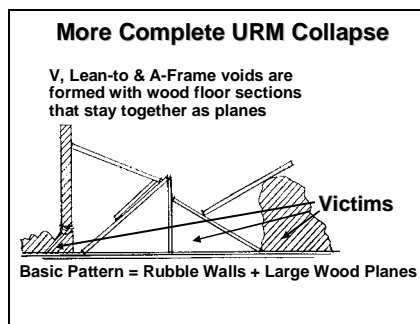 More Complete URM Collapse
V, Lean-to & A-Frame voids are
formed with wood floor sections
that stay together as planes
Victims
Basic Pattern = Rubble Walls + Large Wood Planes